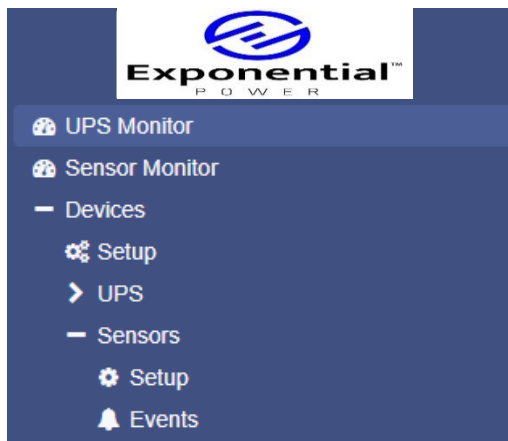 Exponential™
POWER
UPS Monitor
Sensor Monitor
Devices
Setup
UPS
Sensors
Setup
Events